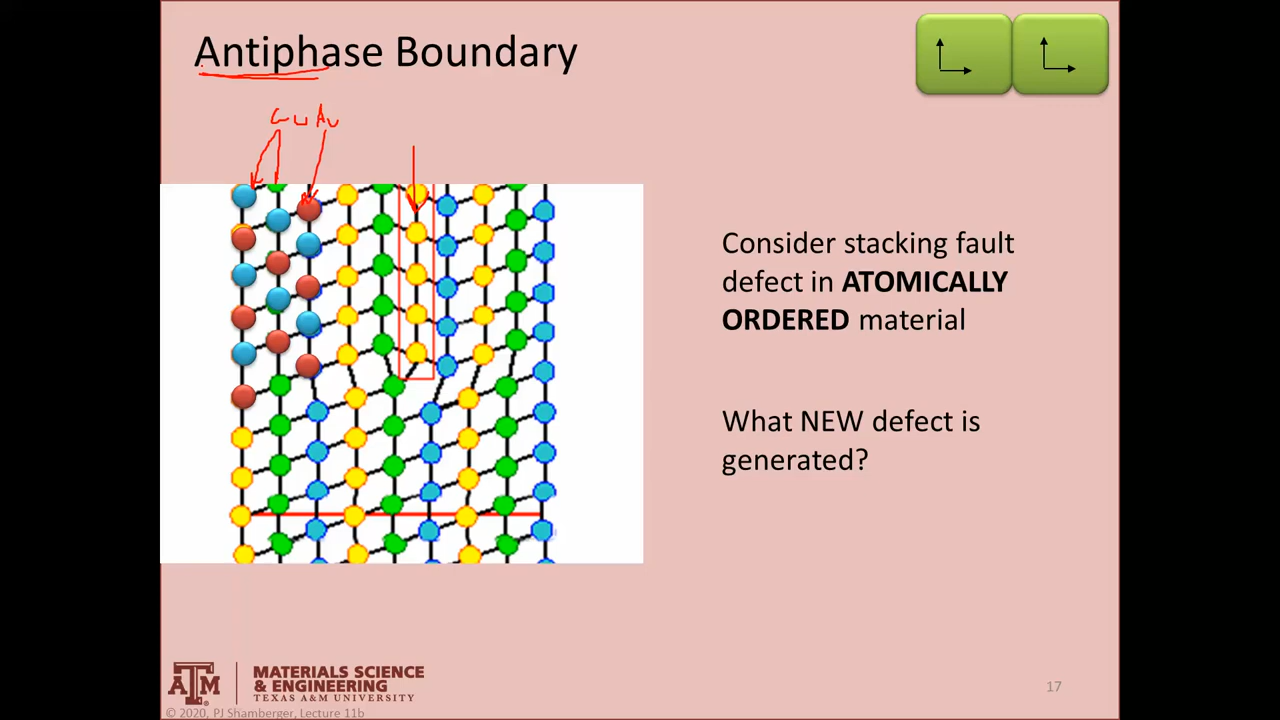 Antiphase Boundary
Cu Au
Consider stacking fault
defect in ATOMICALLY
ORDERED material
What NEW defect is
generated?
ATM
MATERIALS SCIENCE
& ENGINEERING
TEXAS A&M UNIVERSITY
17
© 2020, PJ Shamberger, Lecture 11b